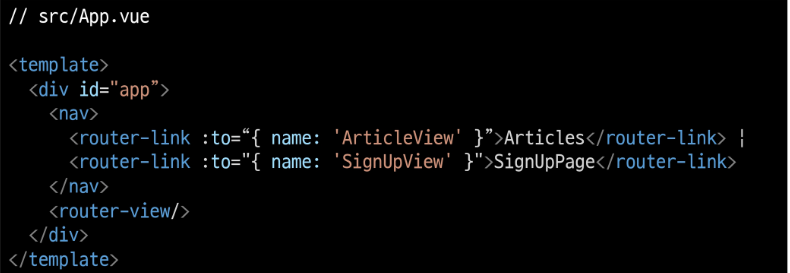 // src/App.vue
<template>
<div id="app”>
<nav>
<router-link :to=“{ name: 'ArticleView' }”>Articles</router-link> ¦
<router-link :to="{ name: 'SignUpView' }">SignUpPage</router-link>
</nav>
<router-view/>
</div>
</template>